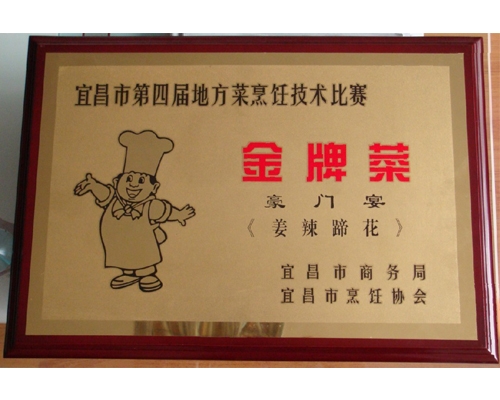 宜昌市第四届地方菜烹饪技术比赛
金牌菜
豪门宴
《姜辣蹄花》
宜昌市商务局
宜昌市烹饪协会